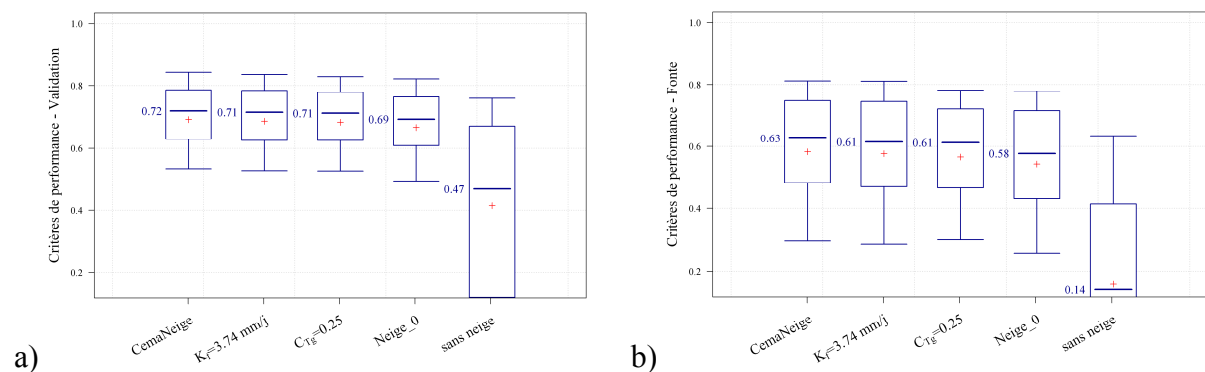 Critères de performance - Validation
1.0
0.8
0.6
0.4
0.2
0.72
0.71
0.71
0.69
0.47
CemaNeige
Kf=3.74 mm/j
CTg=0.25
Neige_0
sans neige
a)
Critères de performance - Fonte
1.0
0.8
0.6
0.4
0.2
0.63
0.61
0.61
0.58
0.14
CemaNeige
Kf=3.74 mm/j
CTg=0.25
Neige_0
sans neige
b)